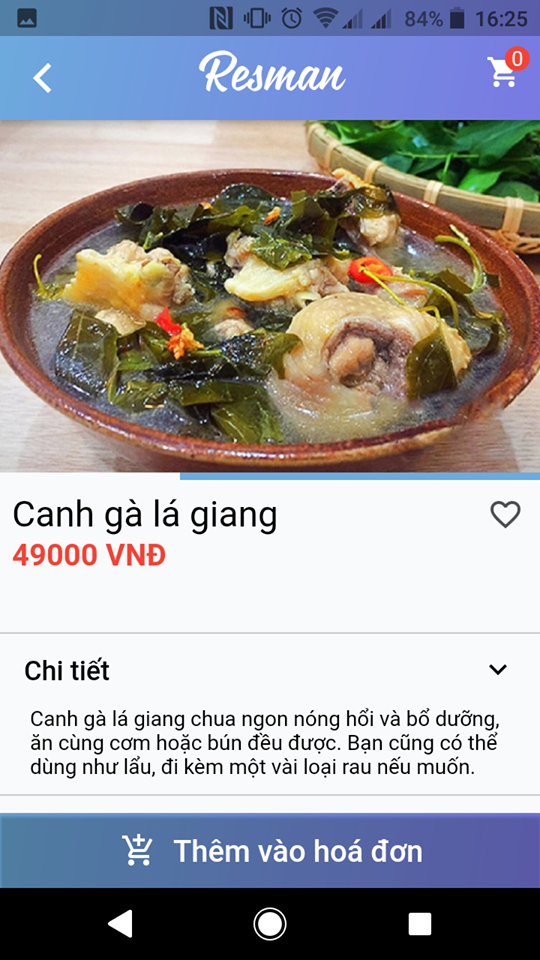 84% 16:25
Resman
0
Canh gà lá giang
49000 VNĐ
Chi tiết
Canh gà lá giang chua ngon nóng hổi và bổ dưỡng,
ăn cùng cơm hoặc bún đều được. Bạn cũng có thể
dùng như lẩu, đi kèm một vài loại rau nếu muốn.
Thêm vào hoá đơn